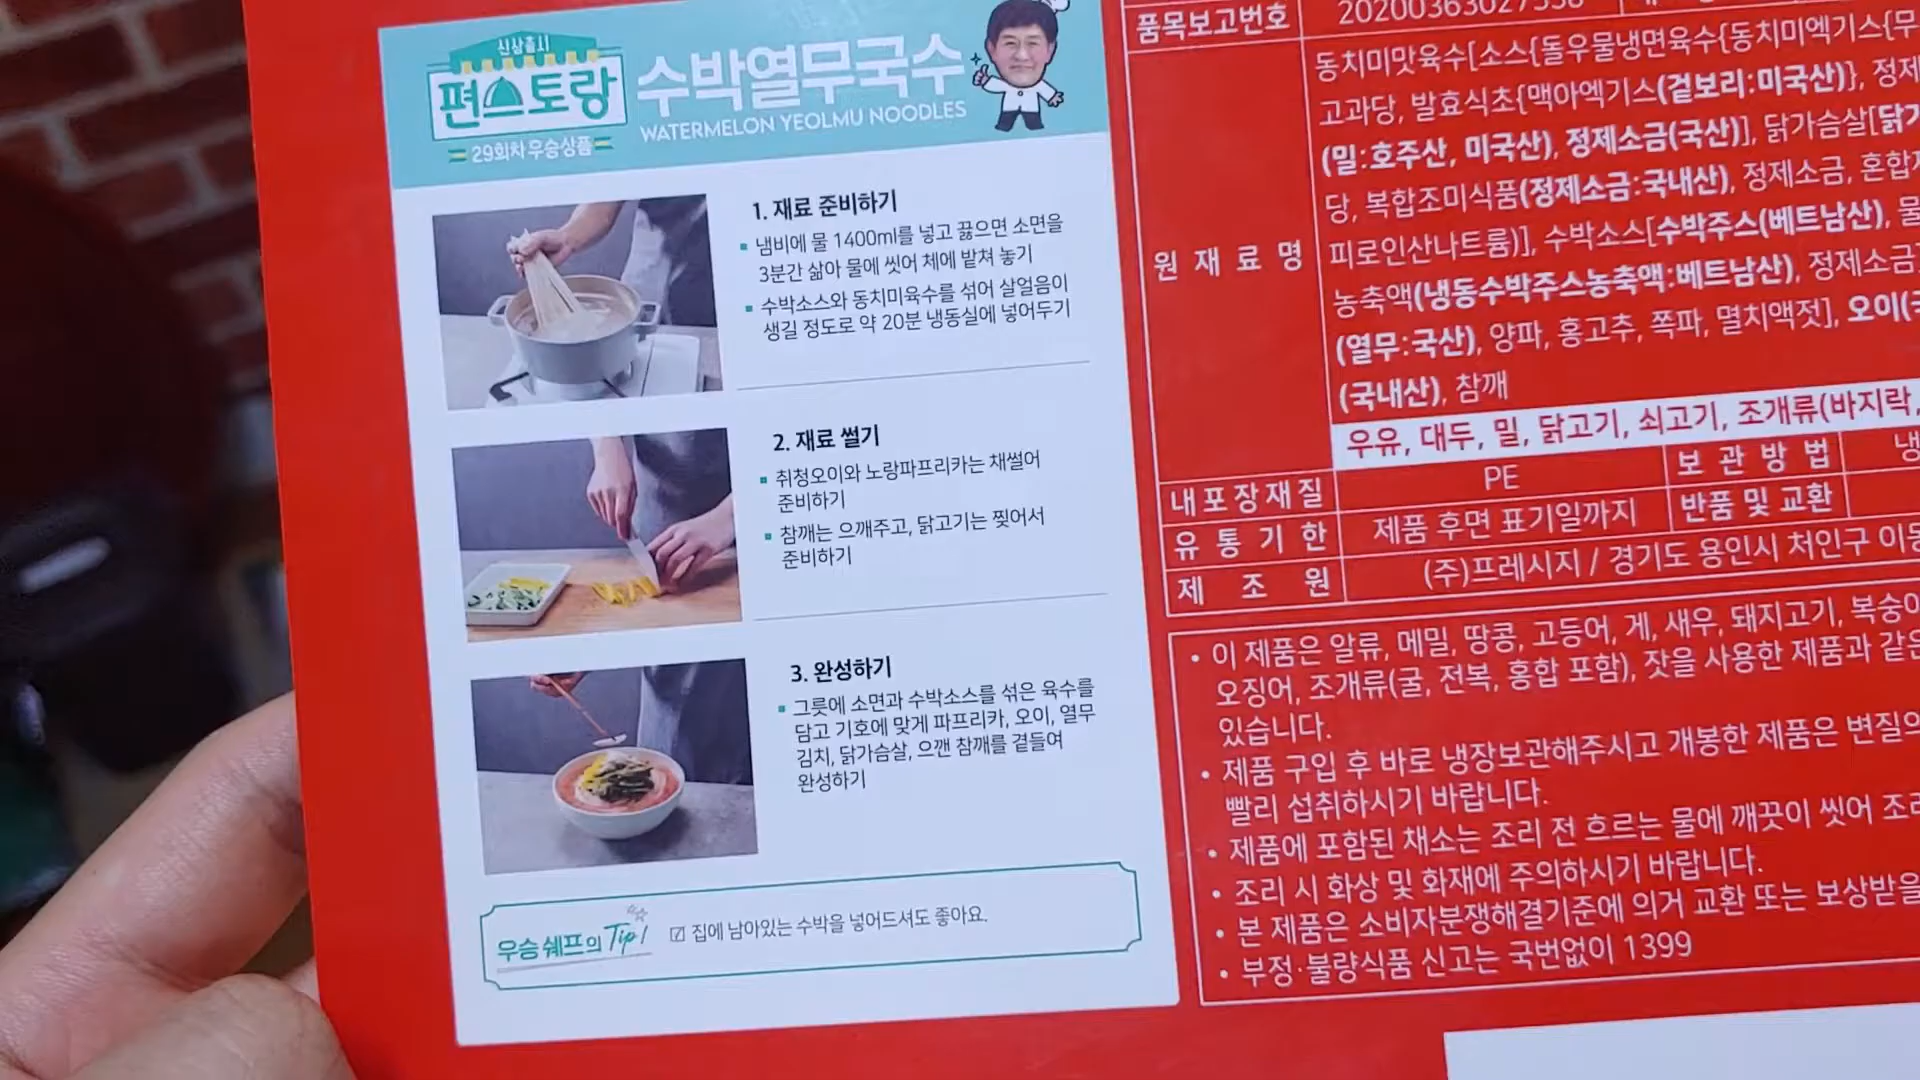 신상출시
편스토랑
29회차 우승상품
수박열무국수
WATERMELON YEOLMU NOODLES
1. 재료 준비하기
냄비에 물 1400ml를 넣고 끓으면 소면을
3분간 삶아 물에 씻어 체에 밭쳐 놓기
수박소스와 동치미육수를 섞어 살얼음이
생길 정도로 약 20분 냉동실에 넣어두기
2. 재료 썰기
취청오이와 노랑파프리카는 채썰어
준비하기
참깨는 으깨주고, 닭고기는 찢어서
준비하기
3. 완성하기
그릇에 소면과 수박소스를 섞은 육수를
담고 기호에 맞게 파프리카, 오이, 열무
김치, 닭가슴살, 으깬 참깨를 곁들여
완성하기
우승 쉐프의 Tip!
☑ 집에 남아있는 수박을 넣어드셔도 좋아요.
품목보고번호
원재료명
동치미맛육수[소스{돌우물냉면육수{동치미엑기스{무
고과당, 발효식초{맥아엑기스(겉보리:미국산)}, 정제
(밀:호주산, 미국산), 정제소금(국산)], 닭가슴살[닭가
당, 복합조미식품(정제소금:국내산), 정제소금, 혼합제
피로인산나트륨)], 수박소스[수박주스(베트남산), 물
농축액(냉동수박주스농축액:베트남산), 정제소금
(열무:국산), 양파, 홍고추, 쪽파, 멸치액젓], 오이(국
(국내산), 참깨
우유, 대두, 밀, 닭고기, 쇠고기, 조개류(바지락,
내포장재질 PE 보관방법 냉
유통기한 제품 후면 표기일까지 반품 및 교환
제조원 (주)프레시지 / 경기도 용인시 처인구 이동
• 이 제품은 알류, 메밀, 땅콩, 고등어, 게, 새우, 돼지고기, 복숭아
오징어, 조개류(굴, 전복, 홍합 포함), 잣을 사용한 제품과 같은
있습니다.
• 제품 구입 후 바로 냉장보관해주시고 개봉한 제품은 변질의
빨리 섭취하시기 바랍니다.
• 제품에 포함된 채소는 조리 전 흐르는 물에 깨끗이 씻어 조리
• 조리 시 화상 및 화재에 주의하시기 바랍니다.
• 본 제품은 소비자분쟁해결기준에 의거 교환 또는 보상받을
• 부정·불량식품 신고는 국번없이 1399